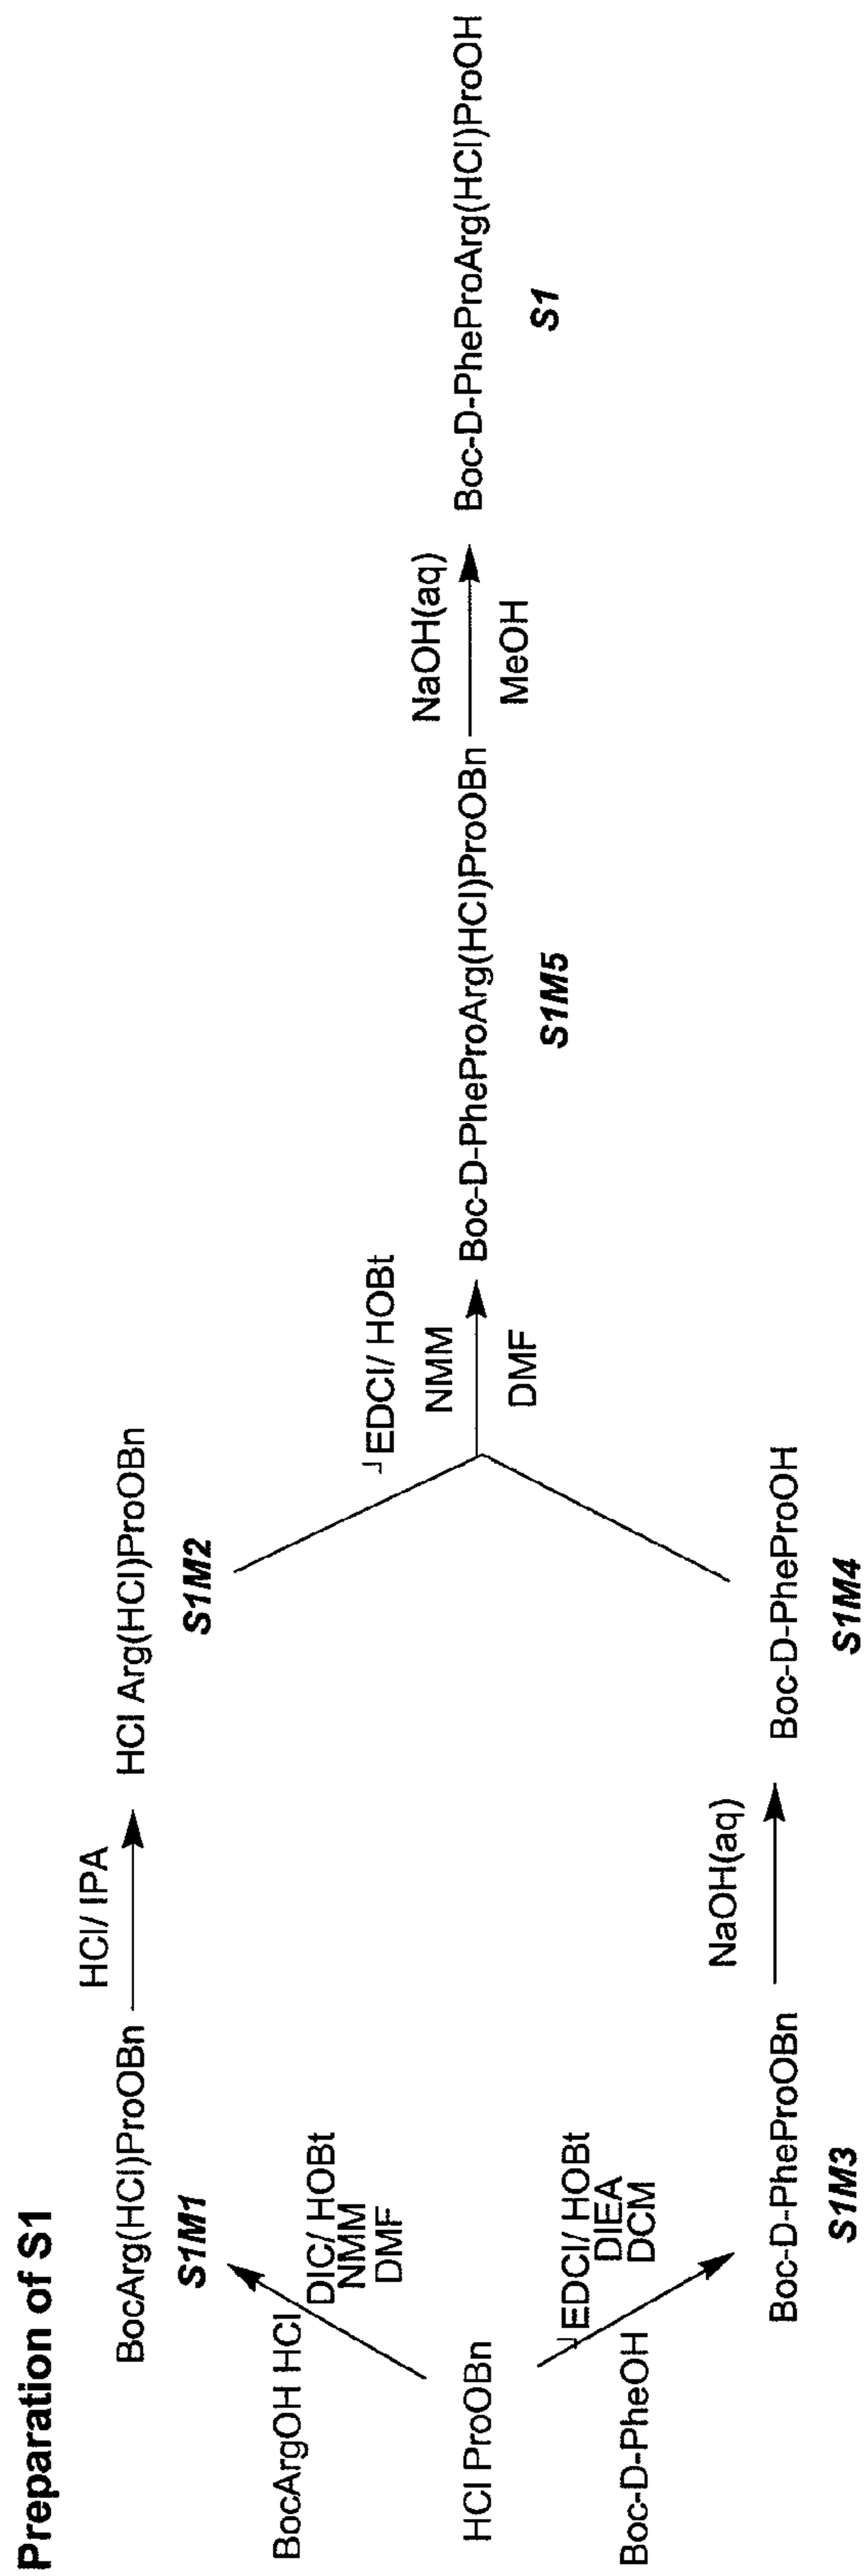 Preparation of S1
BocArgOH HCl
DIC/ HOBt
NMM
DMF
BocArg(HCl)ProOBn
S1M1
HCl/ IPA
HCl Arg(HCl)ProOBn
S1M2
HCl ProOBn
Boc-D-PheOH
EDCI/ HOBt
DIEA
DCM
Boc-D-PheProOBn
S1M3
NaOH(aq)
Boc-D-PheProOH
S1M4
EDCI/ HOBt
NMM
DMF
Boc-D-PheProArg(HCl)ProOBn
S1M5
NaOH(aq)
MeOH
Boc-D-PheProArg(HCl)ProOH
S1